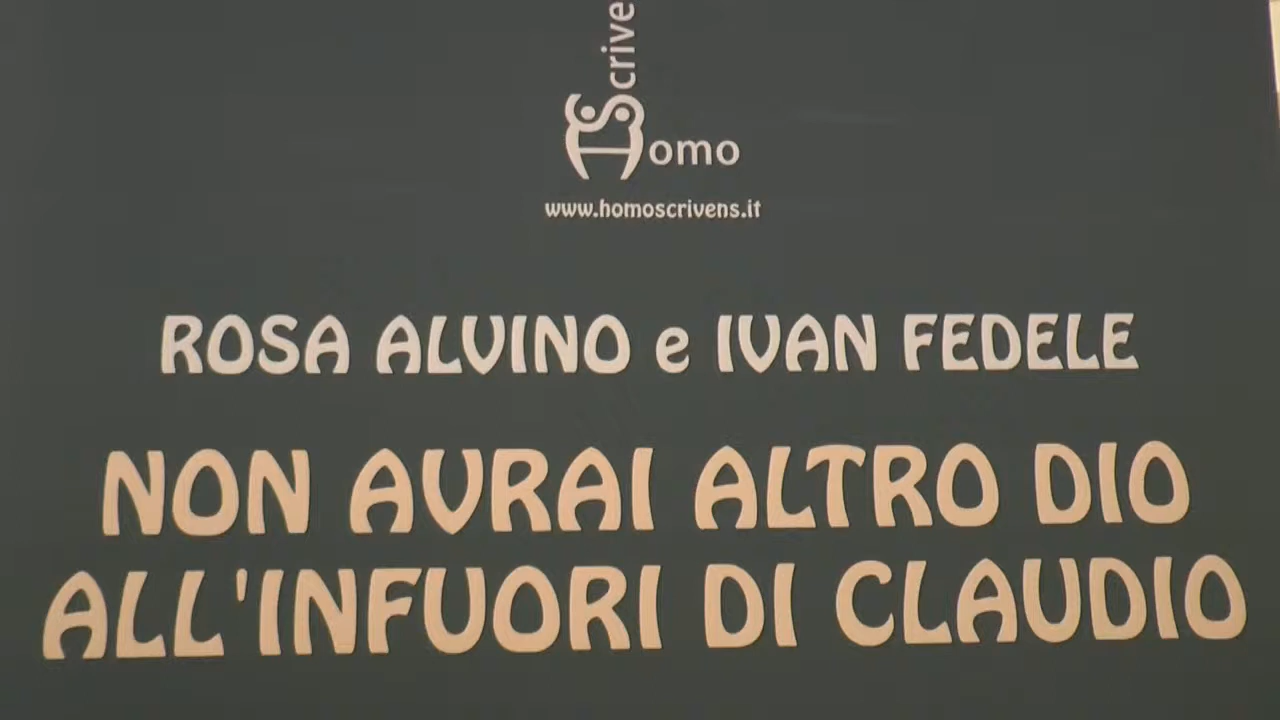 Scrive
Homo
www.homoscrivens.it
ROSA ALVINO e IVAN FEDELE
NON AVRAI ALTRO DIO
ALL'INFUORI DI CLAUDIO